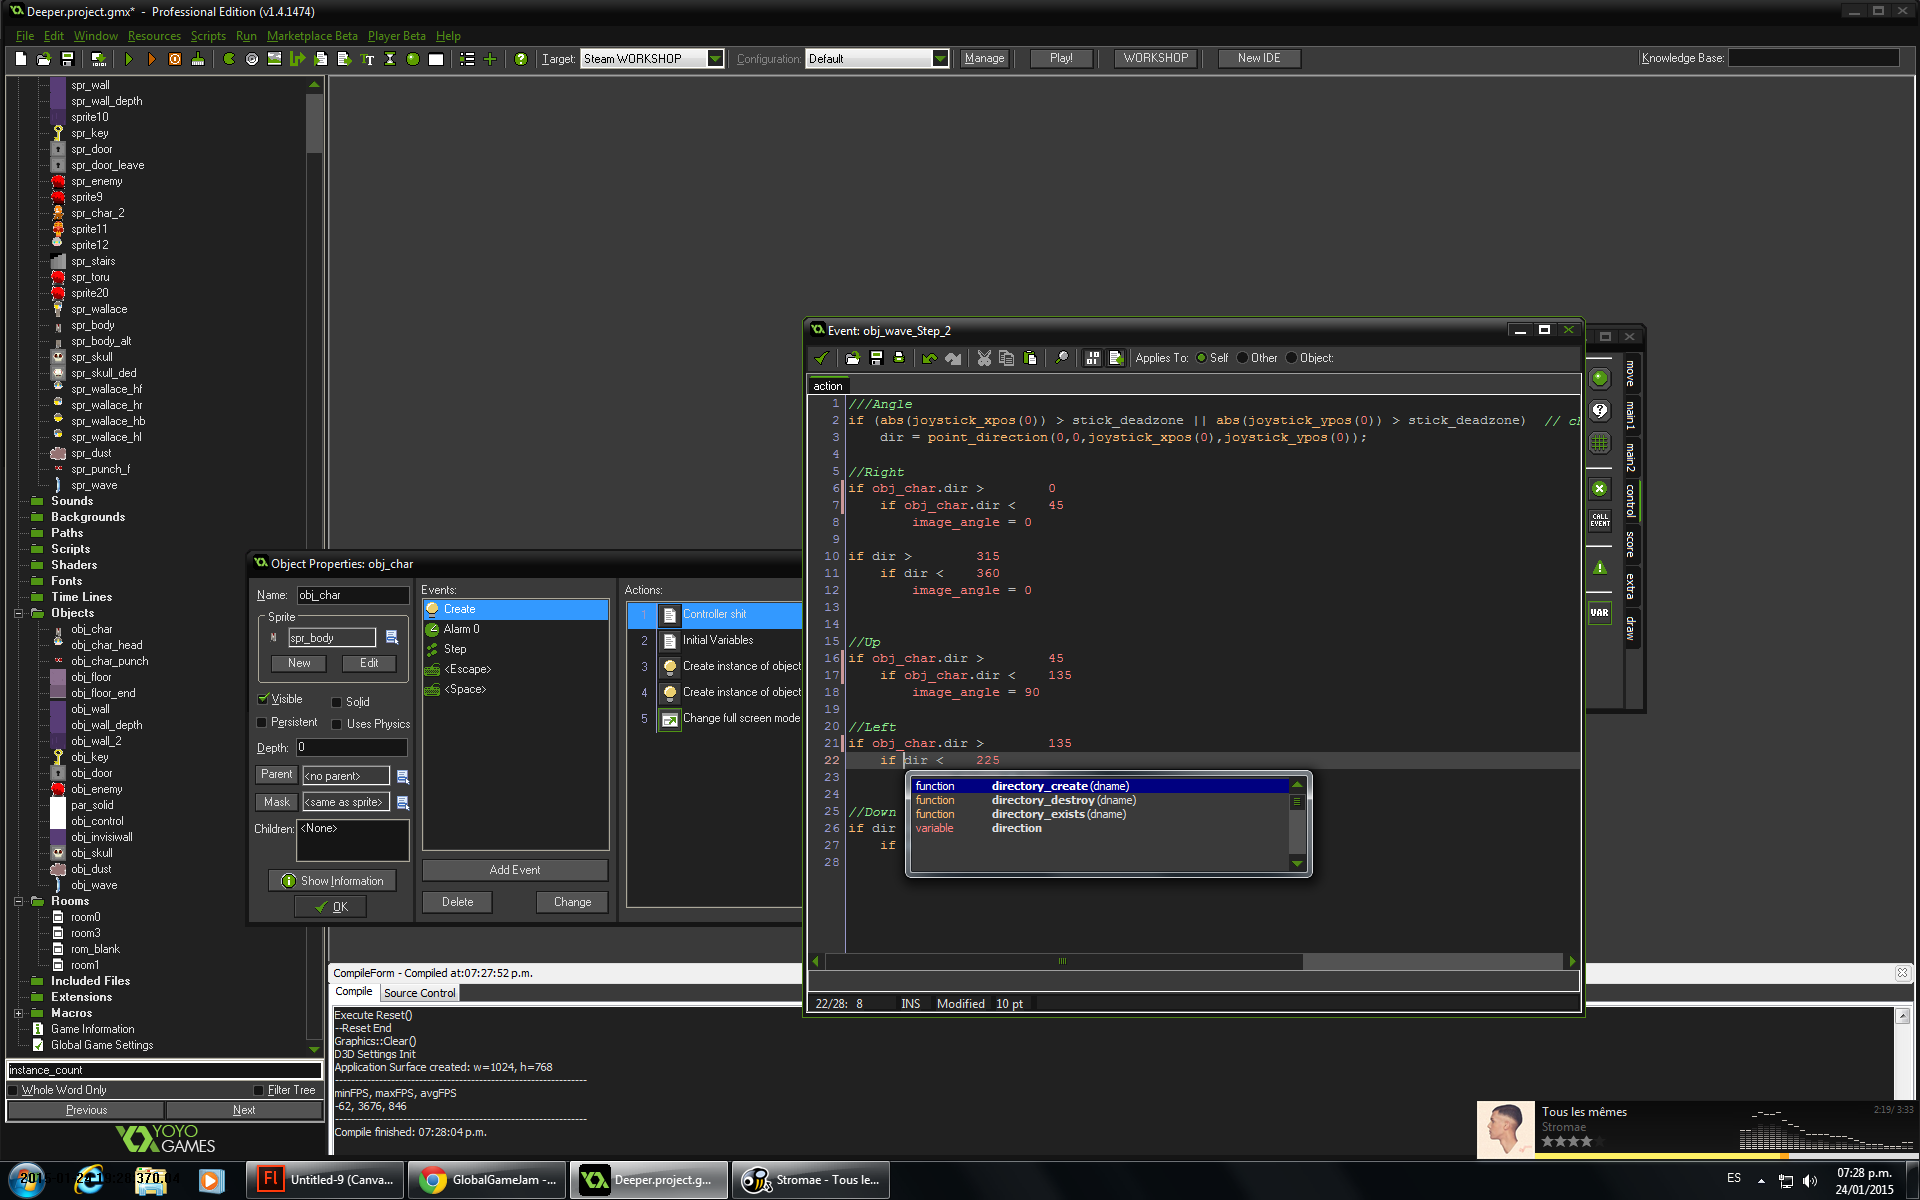 Deeper.project.gmx* - Professional Edition (v1.4.1474)
File Edit Window Resources Scripts Run Marketplace Beta Player Beta Help
Target: Steam WORKSHOP Configuration: Default Manage Play! WORKSHOP New IDE Knowledge Base:
spr_wall
spr_wall_depth
sprite10
spr_key
spr_door
spr_door_leave
spr_enemy
sprite9
spr_char_2
sprite11
sprite12
spr_stairs
spr_toru
sprite20
spr_wallace
spr_body
spr_body_alt
spr_skull
spr_skull_ded
spr_wallace_hf
spr_wallace_hr
spr_wallace_hb
spr_wallace_hl
spr_dust
spr_punch_f
spr_wave
Sounds
Backgrounds
Paths
Scripts
Shaders
Fonts
Time Lines
Objects
obj_char
obj_char_head
obj_char_punch
obj_floor
obj_floor_end
obj_wall
obj_wall_depth
obj_wall_2
obj_key
obj_door
obj_enemy
par_solid
obj_control
obj_invisiwall
obj_skull
obj_dust
obj_wave
Rooms
room0
room3
rom_blank
room1
Included Files
Extensions
Macros
Game Information
Global Game Settings
instance_count
Whole Word Only Filter Tree
Previous Next
YOYO
GAMES
Object Properties: obj_char
Name: obj_char
Sprite
spr_body
New Edit
Visible Solid
Persistent Uses Physics
Depth: 0
Parent <no parent>
Mask <same as sprite>
Children: <None>
Show Information
OK
Events:
Create
Alarm 0
Step
<Escape>
<Space>
Add Event
Delete Change
Actions:
1 Controller shit
2 Initial Variables
3 Create instance of object
4 Create instance of object
5 Change full screen mode
Event: obj_wave_Step_2
Applies To: Self Other Object:
action
1 ///Angle
2 if (abs(joystick_xpos(0)) > stick_deadzone || abs(joystick_ypos(0)) > stick_deadzone) //
3 dir = point_direction(0,0,joystick_xpos(0),joystick_ypos(0));
4
5 //Right
6 if obj_char.dir > 0
7 if obj_char.dir < 45
8 image_angle = 0
9
10 if dir > 315
11 if dir < 360
12 image_angle = 0
13
14
15 //Up
16 if obj_char.dir > 45
17 if obj_char.dir < 135
18 image_angle = 90
19
20 //Left
21 if obj_char.dir > 135
22 if dir < 225
23
24
25 //Down
26 if dir
27 if
28
function directory_create(dname)
function directory_destroy(dname)
function directory_exists(dname)
variable direction
22/28: 8 INS Modified 10 pt
move
main1
main2
control
score
extra
draw
CALL
EVENT
VAR
CompileForm - Compiled at:07:27:52 p.m.
Compile Source Control
Execute Reset()
--Reset End
Graphics::Clear()
D3D Settings Init
Application Surface created: w=1024, h=768
minFPS, maxFPS, avgFPS
-62, 3676, 846
Compile finished: 07:28:04 p.m.
Tous les mêmes
Stromae
2:19/ 3:33
Fl Untitled-9 (Canva...
GlobalGameJam -...
Deeper.project.g...
Stromae - Tous le...
ES
07:28 p.m.
24/01/2015